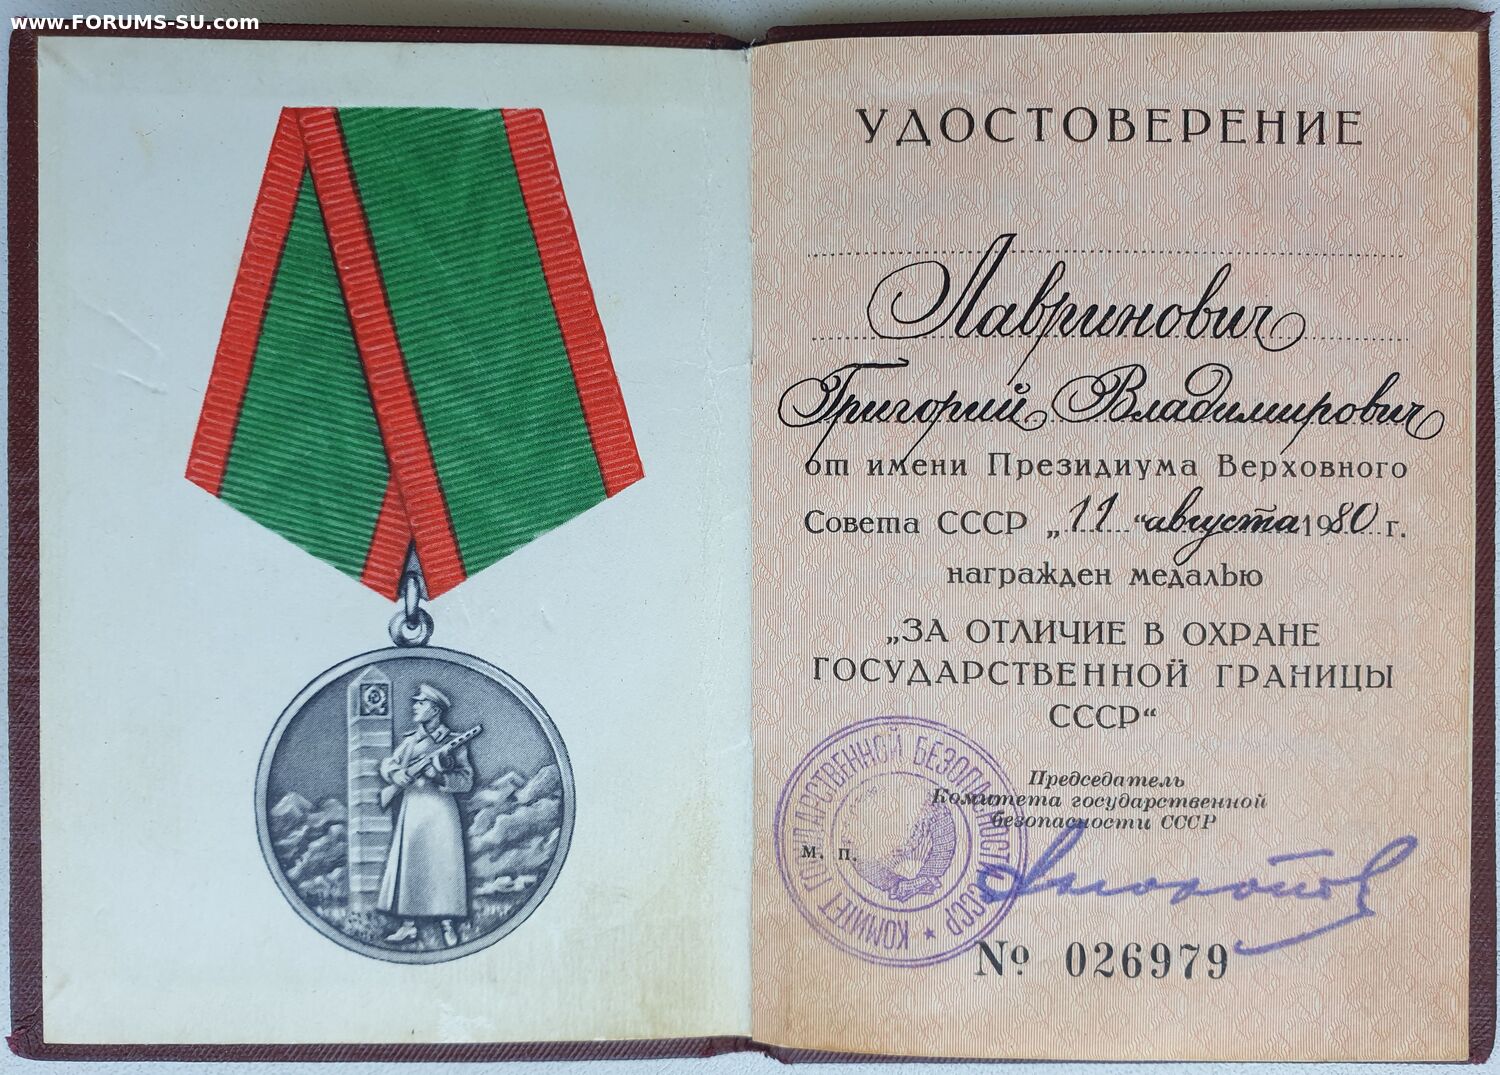 www.FORUMS-SU.com
УДОСТОВЕРЕНИЕ
Лавринович
Григорий Владимирович
от имени Президиума Верховного
Совета СССР „11“ августа 1980 г.
награжден медалью
„ЗА ОТЛИЧИЕ В ОХРАНЕ
ГОСУДАРСТВЕННОЙ ГРАНИЦЫ
СССР“
Председатель
Комитета государственной
безопасности СССР
м. п.
КОМИТЕТ ГОСУДАРСТВЕННОЙ БЕЗОПАСНОСТИ СССР
№ 026979